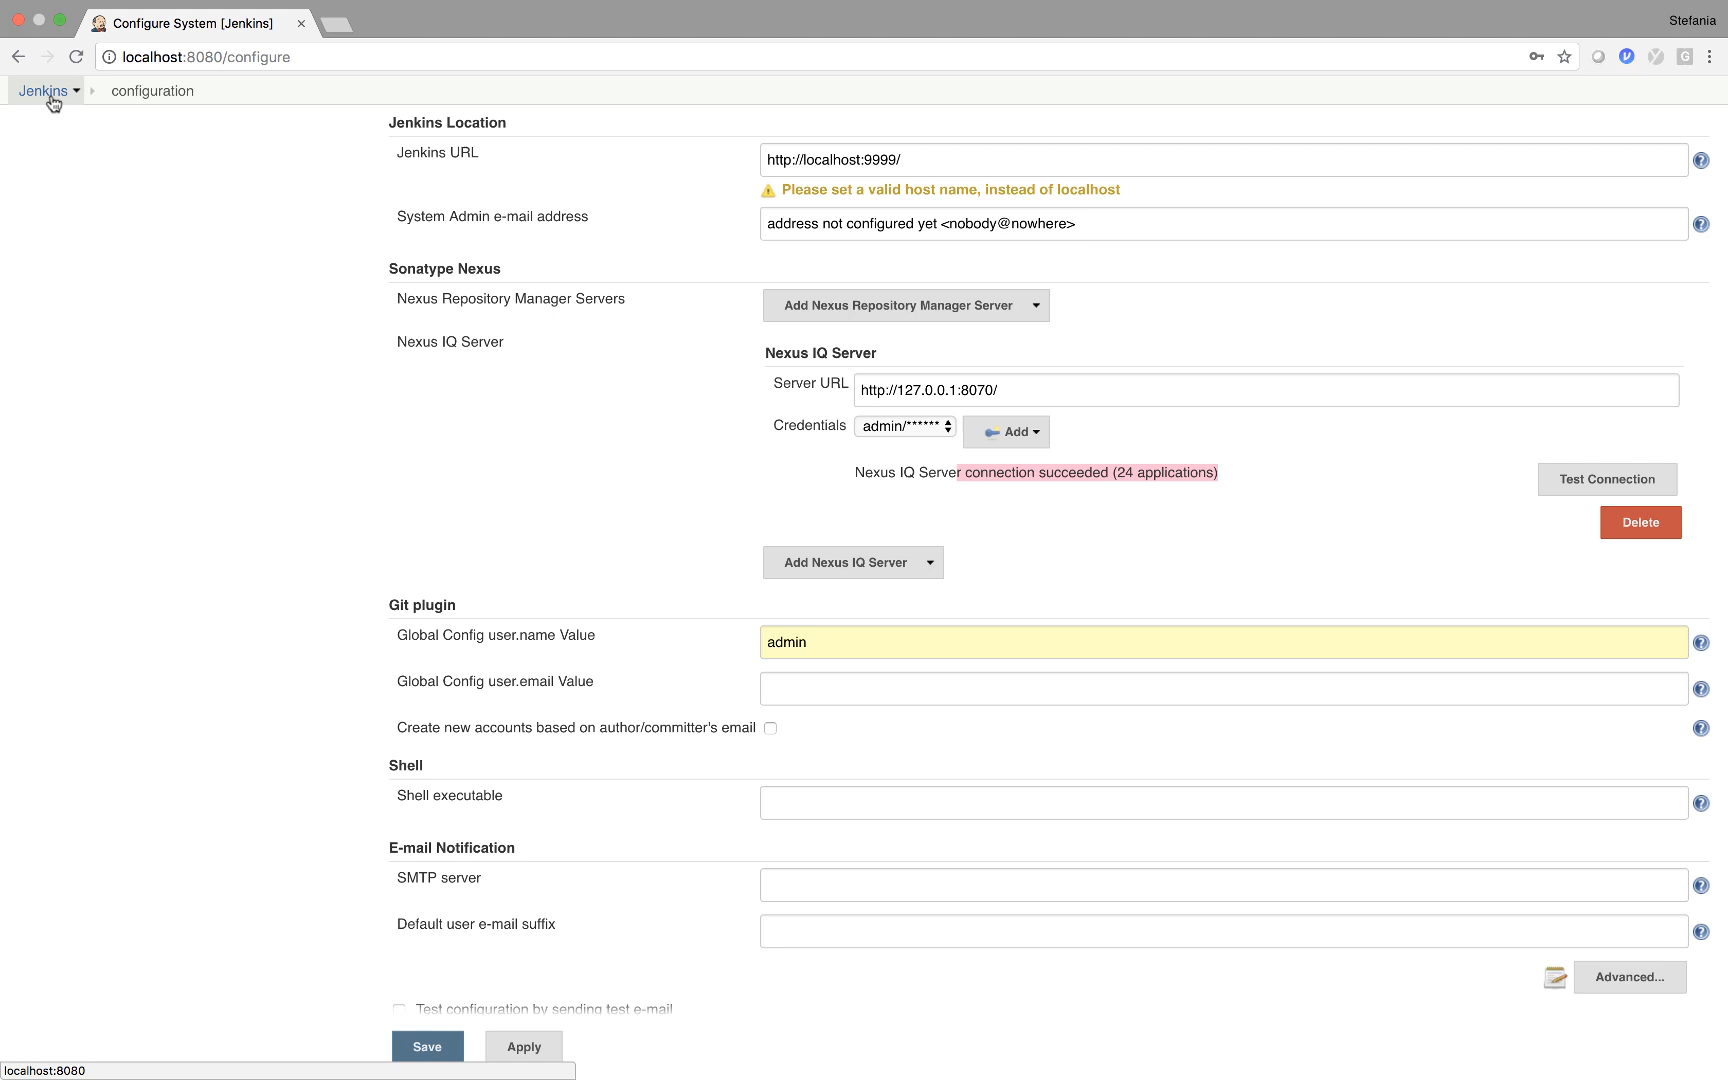 Configure System [Jenkins]
Stefania
localhost:8080/configure
Jenkins configuration
Jenkins Location
Jenkins URL
http://localhost:9999/
Please set a valid host name, instead of localhost
System Admin e-mail address
address not configured yet <nobody@nowhere>
Sonatype Nexus
Nexus Repository Manager Servers
Add Nexus Repository Manager Server
Nexus IQ Server
Nexus IQ Server
Server URL
http://127.0.0.1:8070/
Credentials
admin/******
Add
Nexus IQ Server connection succeeded (24 applications)
Test Connection
Delete
Add Nexus IQ Server
Git plugin
Global Config user.name Value
admin
Global Config user.email Value
Create new accounts based on author/committer's email
Shell
Shell executable
E-mail Notification
SMTP server
Default user e-mail suffix
Advanced...
Test configuration by sending test e-mail
Save
Apply
localhost:8080